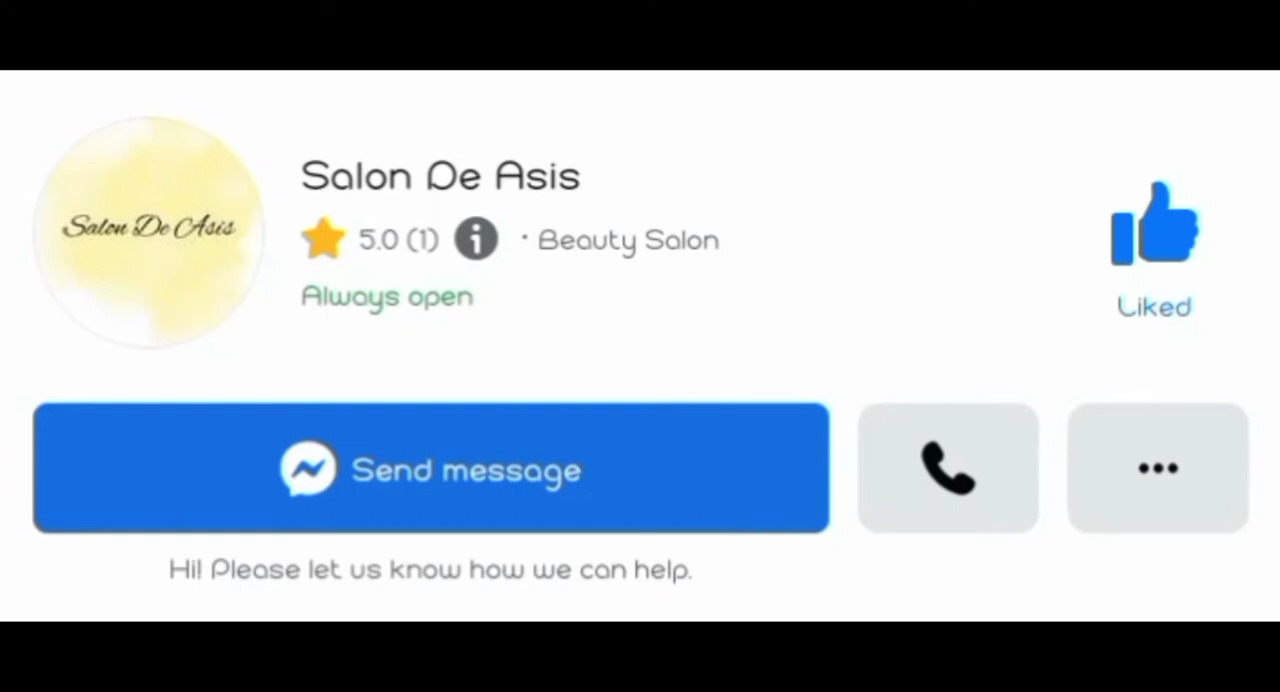 Salon De Asis
Salon De Asis
5.0 (1) i · Beauty Salon
Always open
Liked
Send message
Hi! Please let us know how we can help.